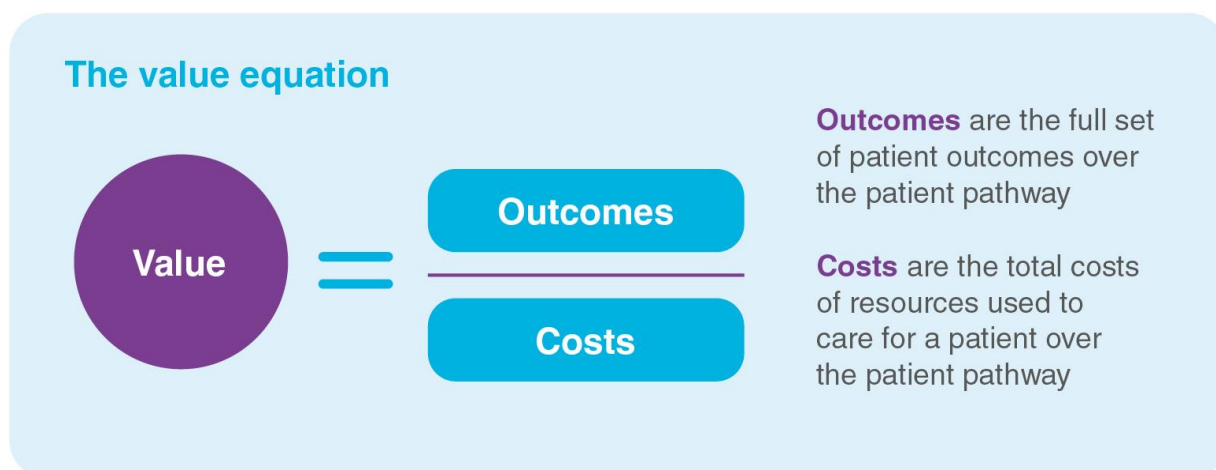 The value equation
Value
=
Outcomes
Costs
Outcomes are the full set
of patient outcomes over
the patient pathway
Costs are the total costs
of resources used to
care for a patient over
the patient pathway